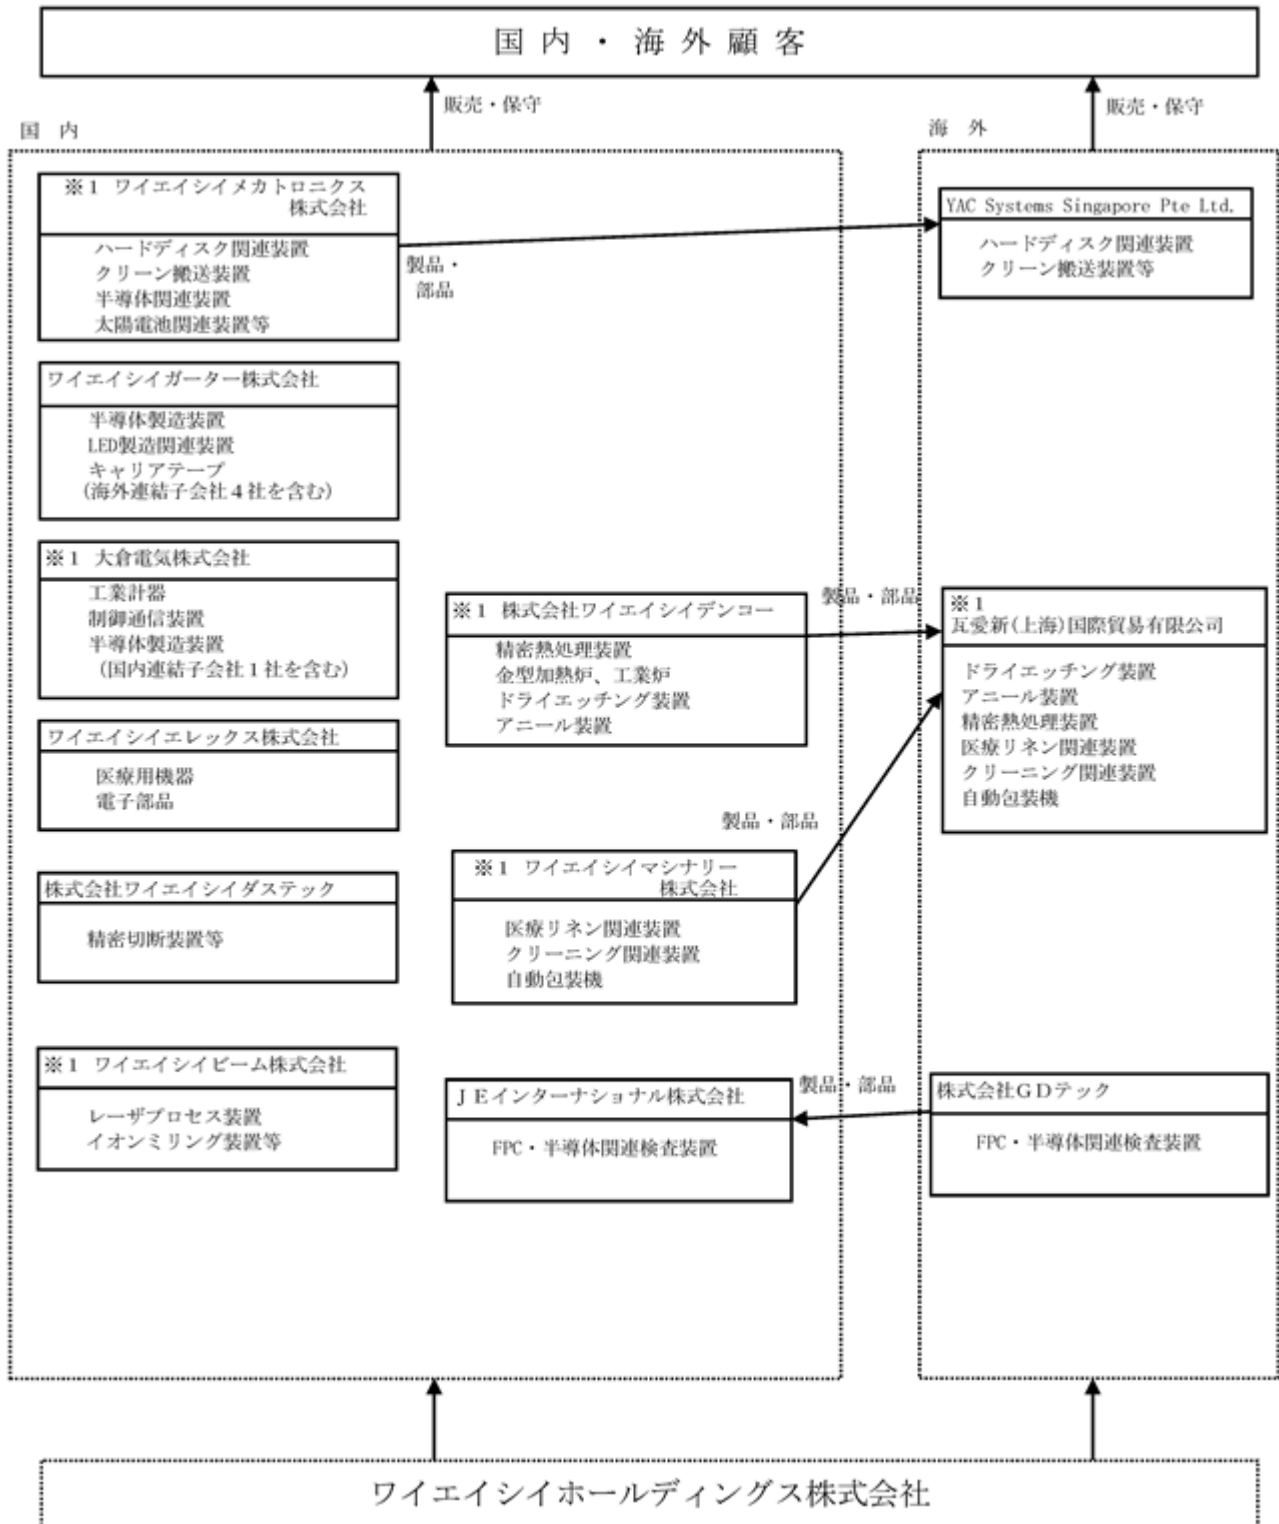 国内・海外顧客
販売・保守
販売・保守
国 内
海 外
※１ ワイエイシイメカトロニクス
株式会社
ハードディスク関連装置
クリーン搬送装置
半導体関連装置
太陽電池関連装置等
製品・
部品
YAC Systems Singapore Pte Ltd.
ハードディスク関連装置
クリーン搬送装置等
ワイエイシイガーター株式会社
半導体製造装置
LED製造関連装置
キャリアテープ
(海外連結子会社４社を含む)
※１ 大倉電気株式会社
工業計器
制御通信装置
半導体製造装置
(国内連結子会社１社を含む)
※１ 株式会社ワイエイシイデンコー
精密熱処理装置
金型加熱炉、工業炉
ドライエッチング装置
アニール装置
製品・部品
※１
瓦愛新(上海)国際貿易有限公司
ドライエッチング装置
アニール装置
精密熱処理装置
医療リネン関連装置
クリーニング関連装置
自動包装機
ワイエイシイエレックス株式会社
医療用機器
電子部品
製品・部品
株式会社ワイエイシイダステック
精密切断装置等
※１ ワイエイシイマシナリー
株式会社
医療リネン関連装置
クリーニング関連装置
自動包装機
※１ ワイエイシイビーム株式会社
レーザプロセス装置
イオンミリング装置等
ＪＥインターナショナル株式会社
FPC・半導体関連検査装置
製品・部品
株式会社ＧＤテック
FPC・半導体関連検査装置
ワイエイシイホールディングス株式会社